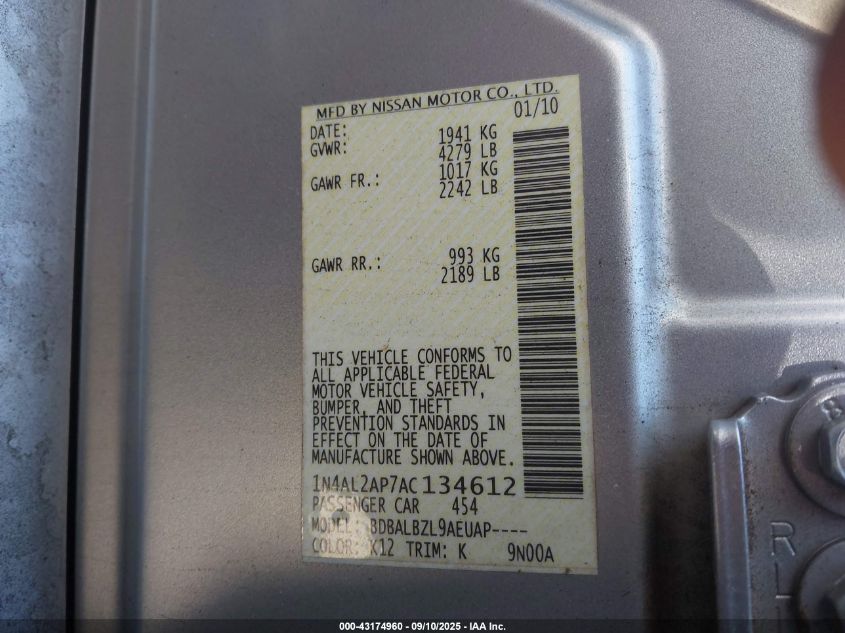 MFD BY NISSAN MOTOR CO., LTD.
DATE: 01/10
GVWR: 1941 KG
4279 LB
GAWR FR.: 1017 KG
2242 LB
GAWR RR.: 993 KG
2189 LB
THIS VEHICLE CONFORMS TO
ALL APPLICABLE FEDERAL
MOTOR VEHICLE SAFETY,
BUMPER, AND THEFT
PREVENTION STANDARDS IN
EFFECT ON THE DATE OF
MANUFACTURE SHOWN ABOVE.
1N4AL2AP7AC134612
PASSENGER CAR 454
MODEL: BDBALBZL9AEUAP----
COLOR: K12 TRIM: K 9N00A
R
L
000-43174960 - 09/10/2025 - IAA Inc.